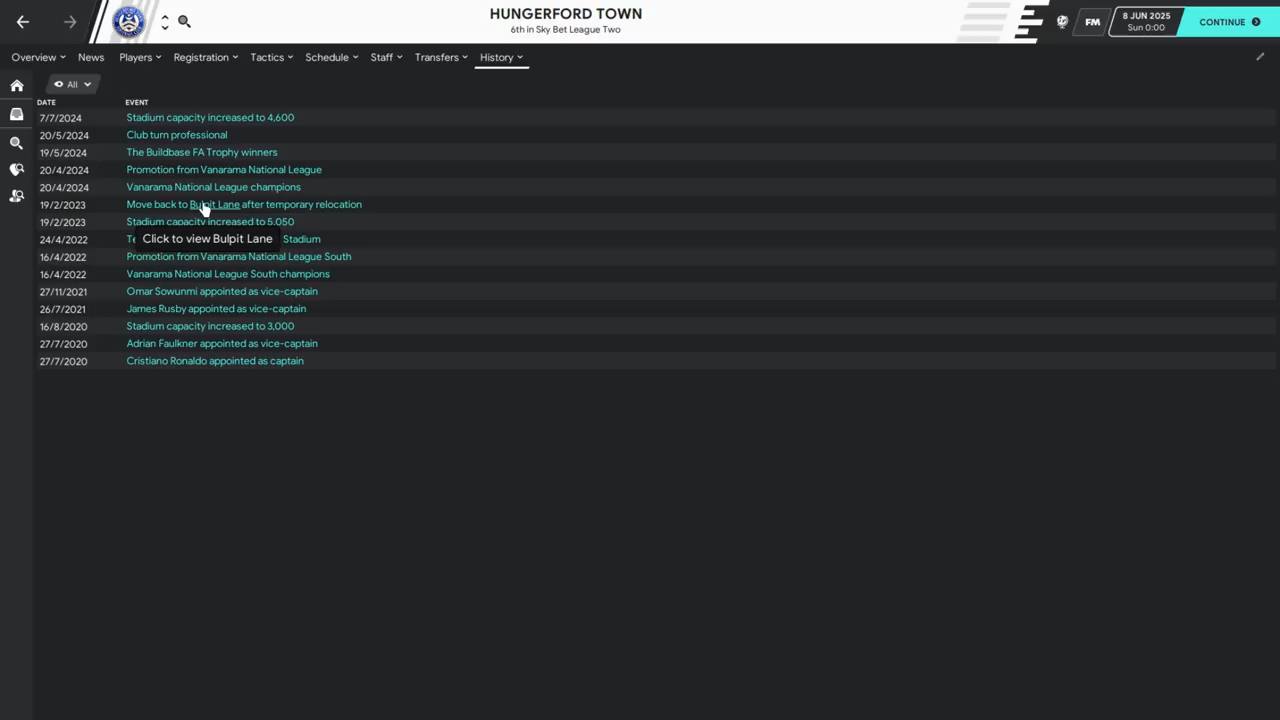 HUNGERFORD TOWN
6th in Sky Bet League Two
FM
8 JUN 2025
Sun 0:00
CONTINUE
Overview News Players Registration Tactics Schedule Staff Transfers History
All
DATE EVENT
7/7/2024 Stadium capacity increased to 4,600
20/5/2024 Club turn professional
19/5/2024 The Buildbase FA Trophy winners
20/4/2024 Promotion from Vanarama National League
20/4/2024 Vanarama National League champions
19/2/2023 Move back to Bulpit Lane after temporary relocation
19/2/2023 Stadium capacity increased to 5,050
24/4/2022 Te Stadium
Click to view Bulpit Lane
16/4/2022 Promotion from Vanarama National League South
16/4/2022 Vanarama National League South champions
27/11/2021 Omar Sowunmi appointed as vice-captain
26/7/2021 James Rusby appointed as vice-captain
16/8/2020 Stadium capacity increased to 3,000
27/7/2020 Adrian Faulkner appointed as vice-captain
27/7/2020 Cristiano Ronaldo appointed as captain